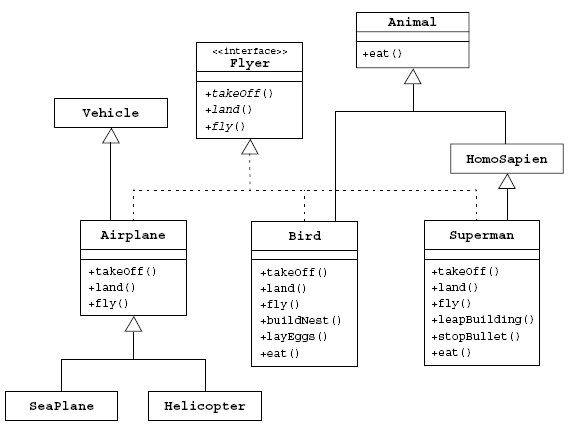 Animal
+eat()
<<interface>>
Flyer
+takeOff()
+land()
+fly()
Vehicle
HomoSapien
Airplane
+takeOff()
+land()
+fly()
Bird
+takeOff()
+land()
+fly()
+buildNest()
+layEggs()
+eat()
Superman
+takeOff()
+land()
+fly()
+leapBuilding()
+stopBullet()
+eat()
SeaPlane
Helicopter